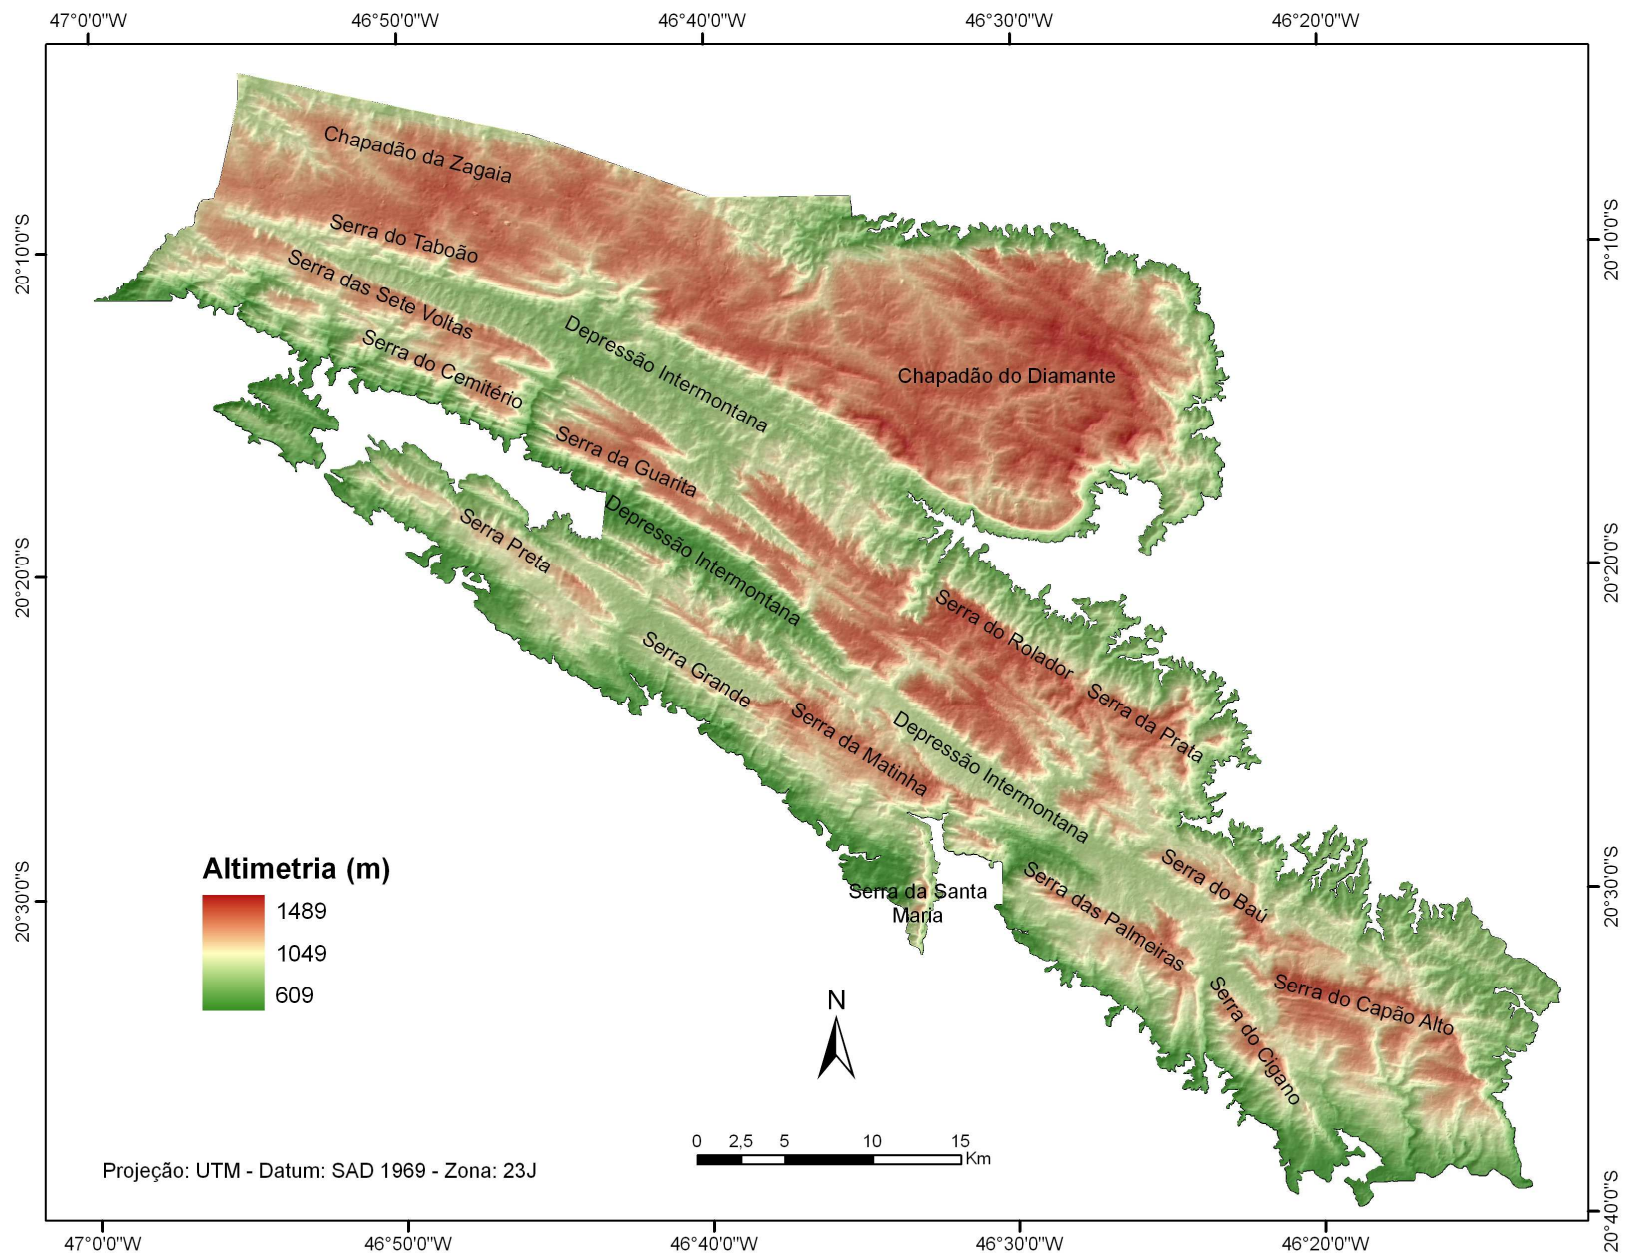 47°0'0"W
46°50'0"W
46°40'0"W
46°30'0"W
46°20'0"W
Chapadão da Zagaia
Serra do Taboão
20°10'0"S
20°10'0"S
Serra das Sete Voltas
Depressão Intermontana
Serra do Cemitério
Chapadão do Diamante
Serra da Guarita
Depressão Intermontana
Serra Preta
20°20'0"S
20°20'0"S
Serra do Rolador
Serra Grande
Serra da Prata
Serra da Matinha
Depressão Intermontana
Altimetria (m)
1489
1049
609
Serra do Baú
Serra da Santa
Maria
Serra das Palmeiras
20°30'0"S
20°30'0"S
Serra do Capão Alto
Serra do Cigano
N
0 2,5 5 10 15
Km
Projeção: UTM - Datum: SAD 1969 - Zona: 23J
20°40'0"S
47°0'0"W
46°50'0"W
46°40'0"W
46°30'0"W
46°20'0"W